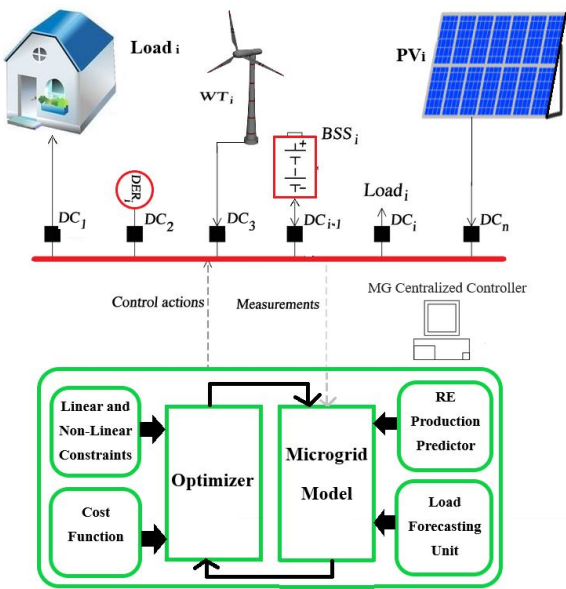 Load i
WT i
PVi
BSS i
+
−
DER i
Load i
DC1
DC2
DC3
DCi-1
DCi
DCn
MG Centralized Controller
Control actions
Measurements
Linear and
Non-Linear
Constraints
Optimizer
Microgrid
Model
RE
Production
Predictor
Cost
Function
Load
Forecasting
Unit